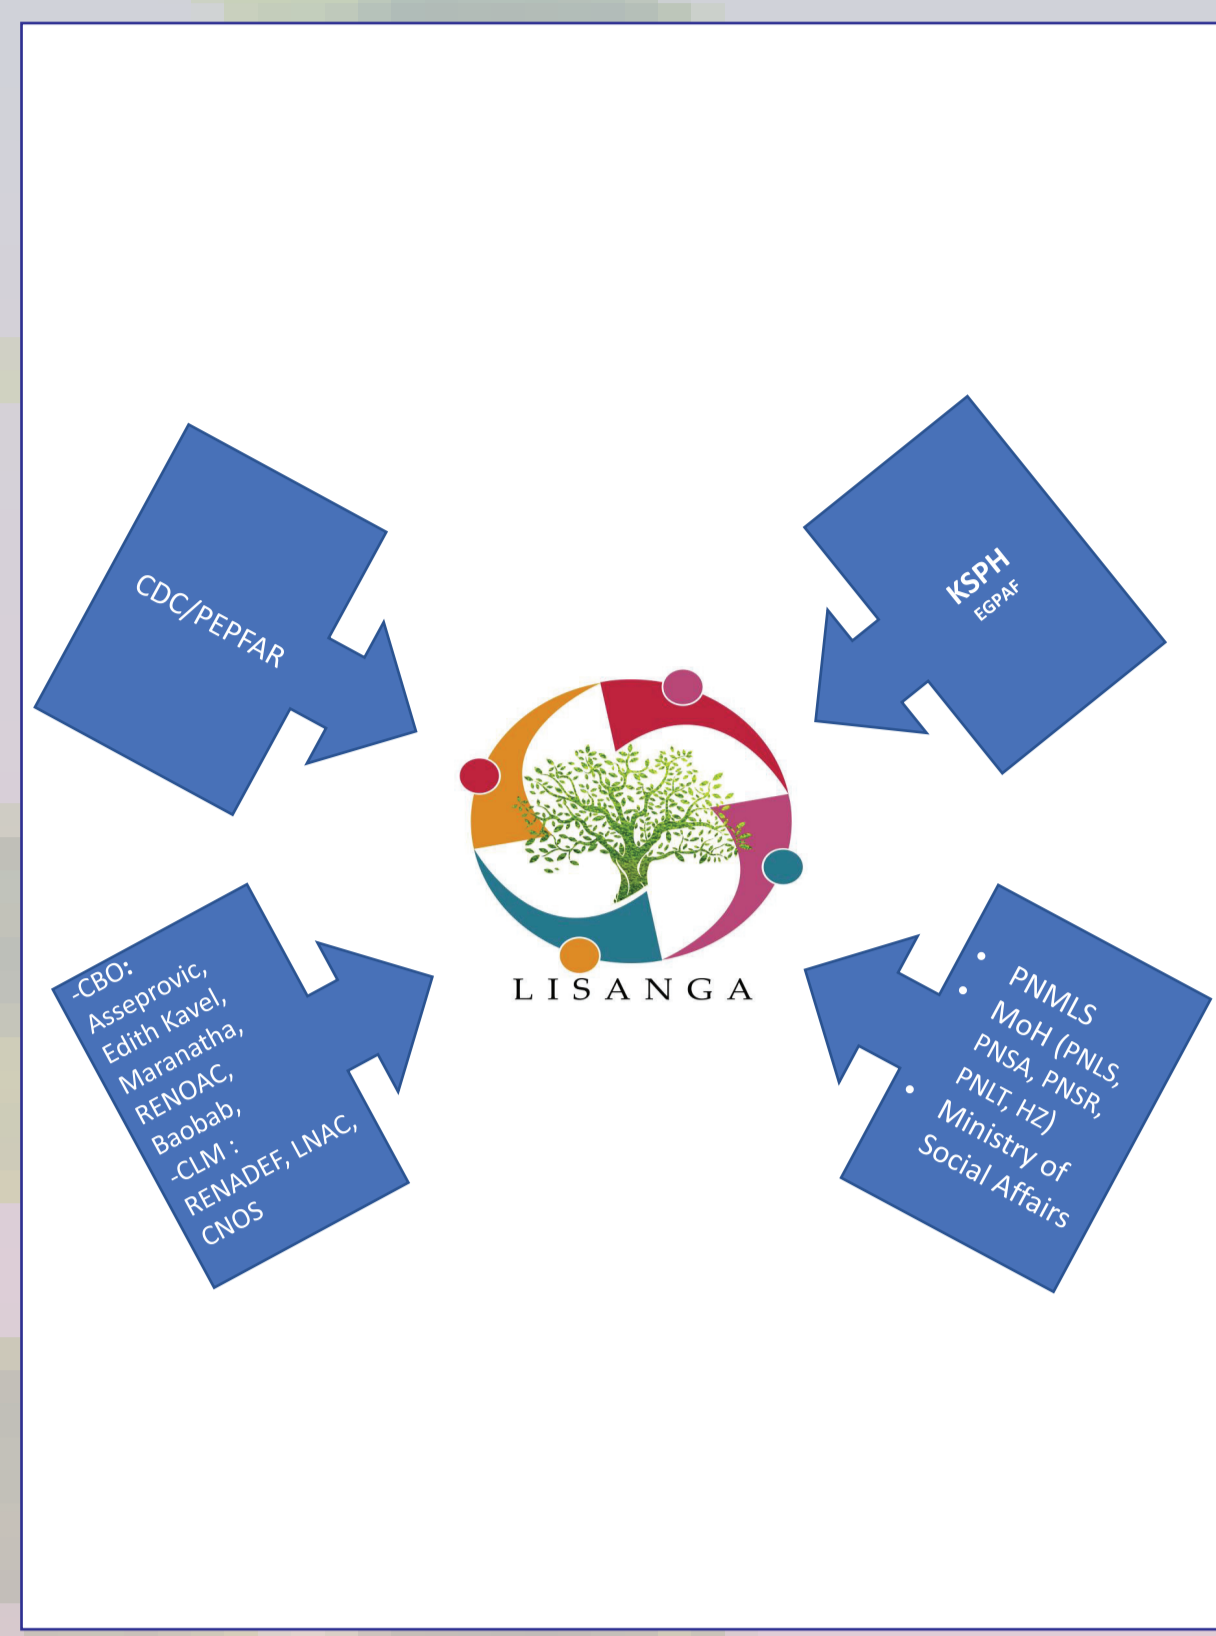 CDC/PEPFAR
KSPH
EGPAF
LISANGA
-CBO:
Asseprovic,
Edith Kavel,
Maranatha,
RENOAC,
Baobab,
-CLM :
RENADEF, LNAC,
CNOS
• PNMLS
• MoH (PNLS,
PNSA, PNSR,
PNLT, HZ)
• Ministry of
Social Affairs